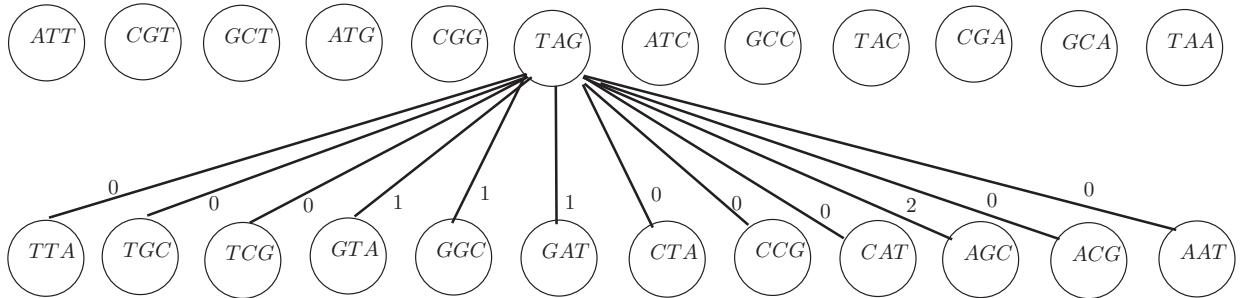 ATT CGT GCT ATG CGG TAG ATC GCC TAC CGA GCA TAA
0 0 0 1 1 1 0 0 0 2 0 0
TTA TGC TCG GTA GGC GAT CTA CCG CAT AGC ACG AAT